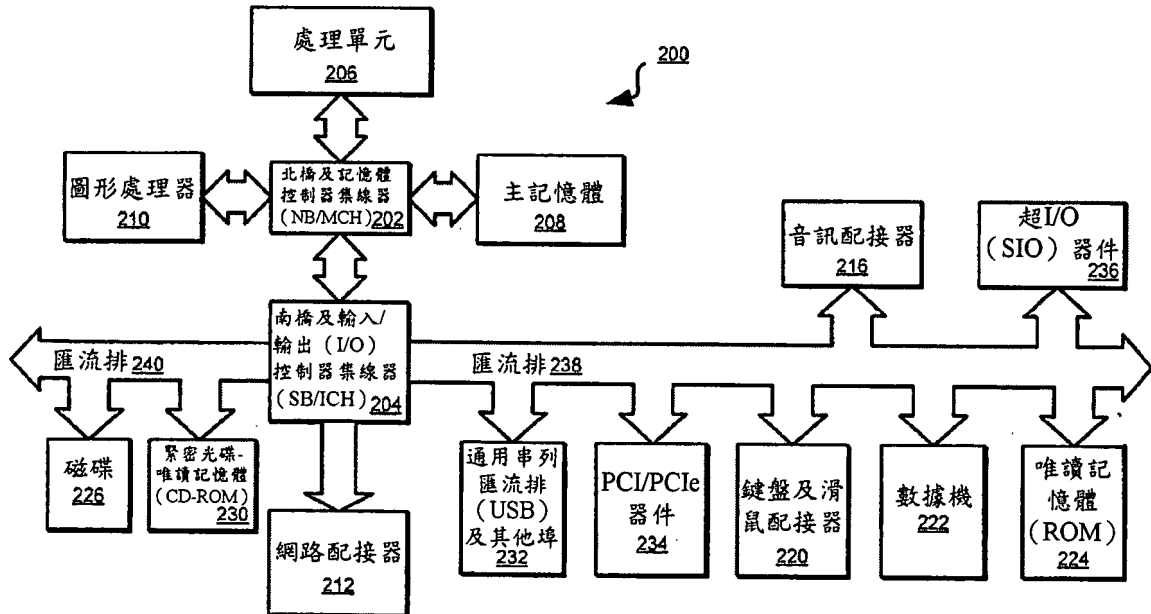 處理單元
206
200
圖形處理器
210
北橋及記憶體
控制器集線器
(NB/MCH)202
主記憶體
208
音訊配接器
216
超I/O
(SIO)器件
236
南橋及輸入/
輸出(I/O)
控制器集線器
(SB/ICH)204
匯流排240
匯流排238
磁碟
226
緊密光碟-
唯讀記憶體
(CD-ROM)
230
網路配接器
212
通用串列
匯流排
(USB)
及其他埠
232
PCI/PCIe
器件
234
鍵盤及滑
鼠配接器
220
數據機
222
唯讀記
憶體
(ROM)
224